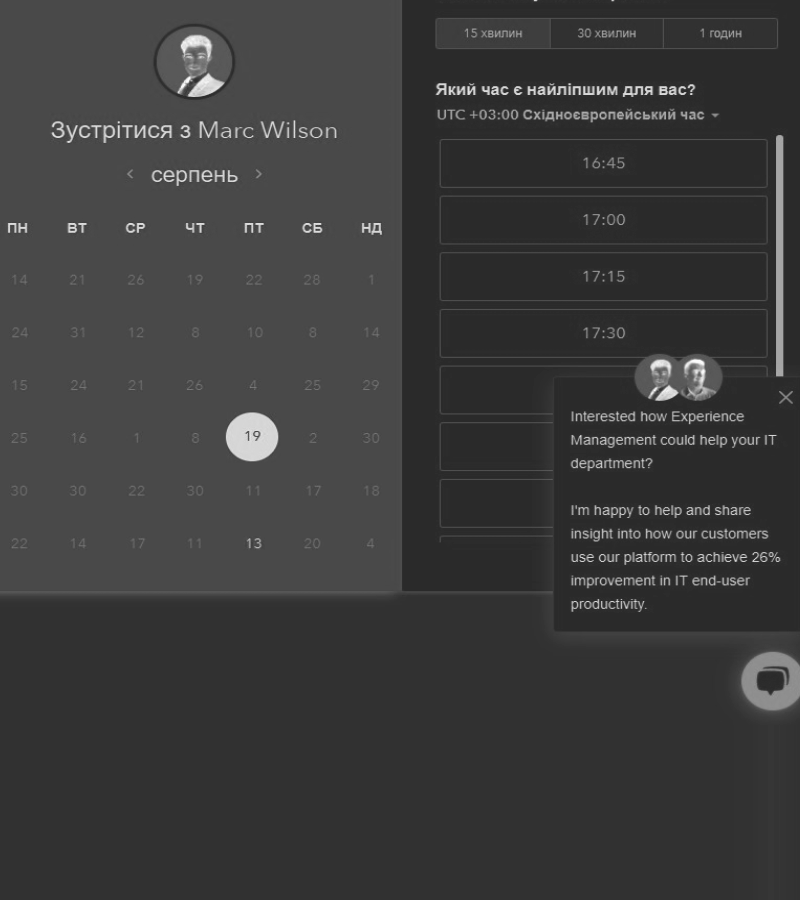 Зустрітися з Marc Wilson
серпень
ПН ВТ СР ЧТ ПТ СБ НД
14 21 26 19 22 28 1
24 31 12 8 10 8 14
15 24 21 26 4 25 29
25 16 1 8 19 2 30
30 30 22 30 11 17 18
22 14 17 11 13 20 4
15 хвилин 30 хвилин 1 годин
Який час є найліпшим для вас?
UTC +03:00 Східноєвропейський час
16:45
17:00
17:15
17:30
Interested how Experience
Management could help your IT
department?
I'm happy to help and share
insight into how our customers
use our platform to achieve 26%
improvement in IT end-user
productivity.